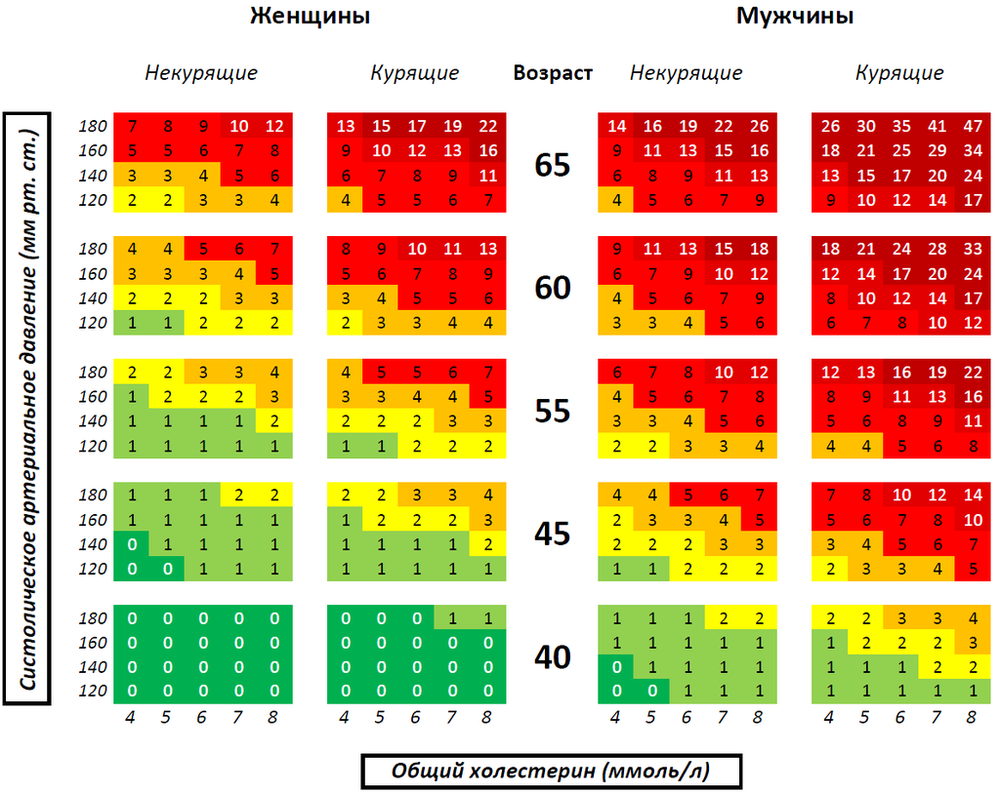 Женщины Мужчины
Некурящие Курящие Возраст Некурящие Курящие
Систолическое артериальное давление (мм рт. ст.)
180 7 8 9 10 12 13 15 17 19 22 14 16 19 22 26 26 30 35 41 47
160 5 5 6 7 8 9 10 12 13 16 9 11 13 15 16 18 21 25 29 34
65
140 3 3 4 5 6 6 7 8 9 11 6 8 9 11 13 13 15 17 20 24
120 2 2 3 3 4 4 5 5 6 7 4 5 6 7 9 9 10 12 14 17
180 4 4 5 6 7 8 9 10 11 13 9 11 13 15 18 18 21 24 28 33
160 3 3 3 4 5 5 6 7 8 9 6 7 9 10 12 12 14 17 20 24
60
140 2 2 2 3 3 3 4 5 5 6 4 5 6 7 9 8 10 12 14 17
120 1 1 2 2 2 2 3 3 4 4 3 3 4 5 6 6 7 8 10 12
180 2 2 3 3 4 4 5 5 6 7 6 7 8 10 12 12 13 16 19 22
160 1 2 2 2 3 3 3 4 4 5 4 5 6 7 8 8 9 11 13 16
55
140 1 1 1 1 2 2 2 2 3 3 3 3 4 5 6 5 6 8 9 11
120 1 1 1 1 1 1 1 2 2 2 2 2 3 3 4 4 4 5 6 8
180 1 1 1 2 2 2 2 3 3 4 4 4 5 6 7 7 8 10 12 14
160 1 1 1 1 1 1 2 2 2 3 2 3 3 4 5 5 6 7 8 10
45
140 0 1 1 1 1 1 1 1 1 2 2 2 2 3 3 3 4 5 6 7
120 0 0 1 1 1 1 1 1 1 1 1 1 2 2 2 2 3 3 4 5
180 0 0 0 0 0 0 0 0 1 1 1 1 1 2 2 2 2 3 3 4
160 0 0 0 0 0 0 0 0 0 0 1 1 1 1 1 1 2 2 2 3
40
140 0 0 0 0 0 0 0 0 0 0 0 1 1 1 1 1 1 1 2 2
120 0 0 0 0 0 0 0 0 0 0 0 0 1 1 1 1 1 1 1 1
4 5 6 7 8 4 5 6 7 8 4 5 6 7 8 4 5 6 7 8
Общий холестерин (ммоль/л)